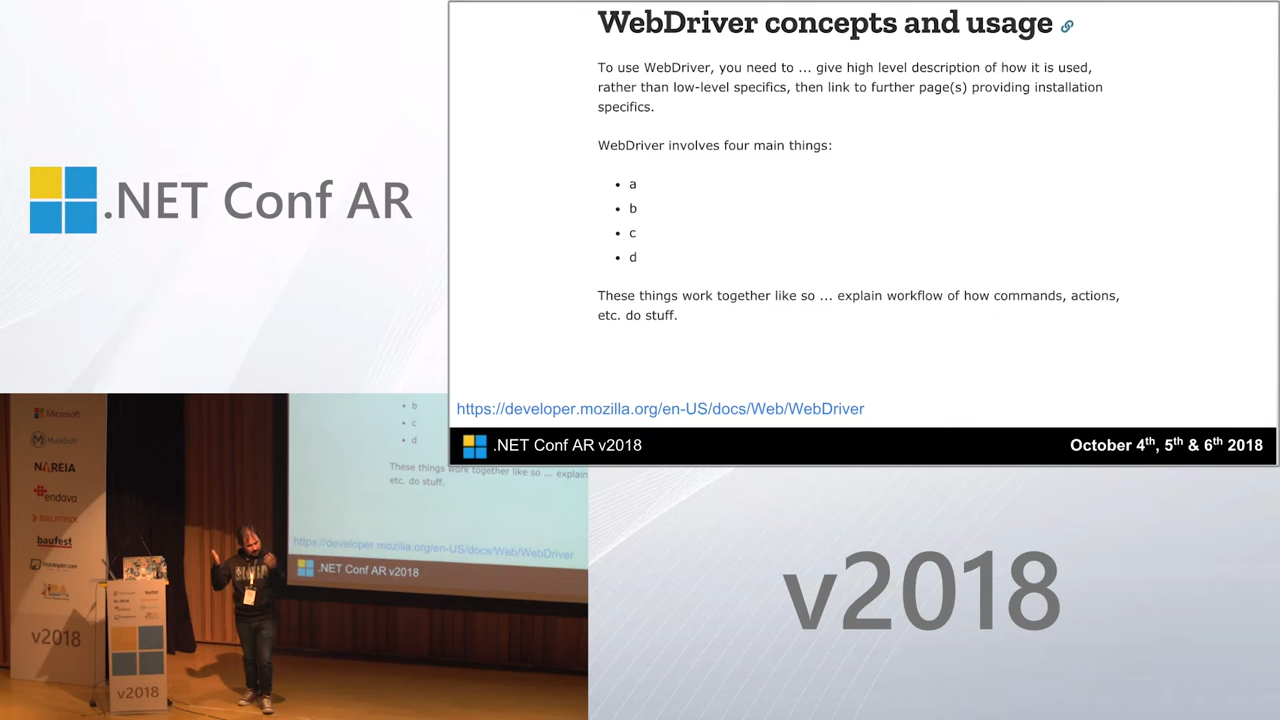 WebDriver concepts and usage
To use WebDriver, you need to ... give high level description of how it is used,
rather than low-level specifics, then link to further page(s) providing installation
specifics.
WebDriver involves four main things:
• a
• b
• c
• d
These things work together like so ... explain workflow of how commands, actions,
etc. do stuff.
https://developer.mozilla.org/en-US/docs/Web/WebDriver
.NET Conf AR v2018
October 4th, 5th & 6th 2018
.NET Conf AR
Microsoft
MuleSoft
NAREIA
endava
BELATRIX
baufest
v2018
v2018
• b
• c
• d
These things work together like so ... explain
etc. do stuff.
https://developer.mozilla.org/en-US/docs/Web/WebDriver
.NET Conf AR v2018
v2018